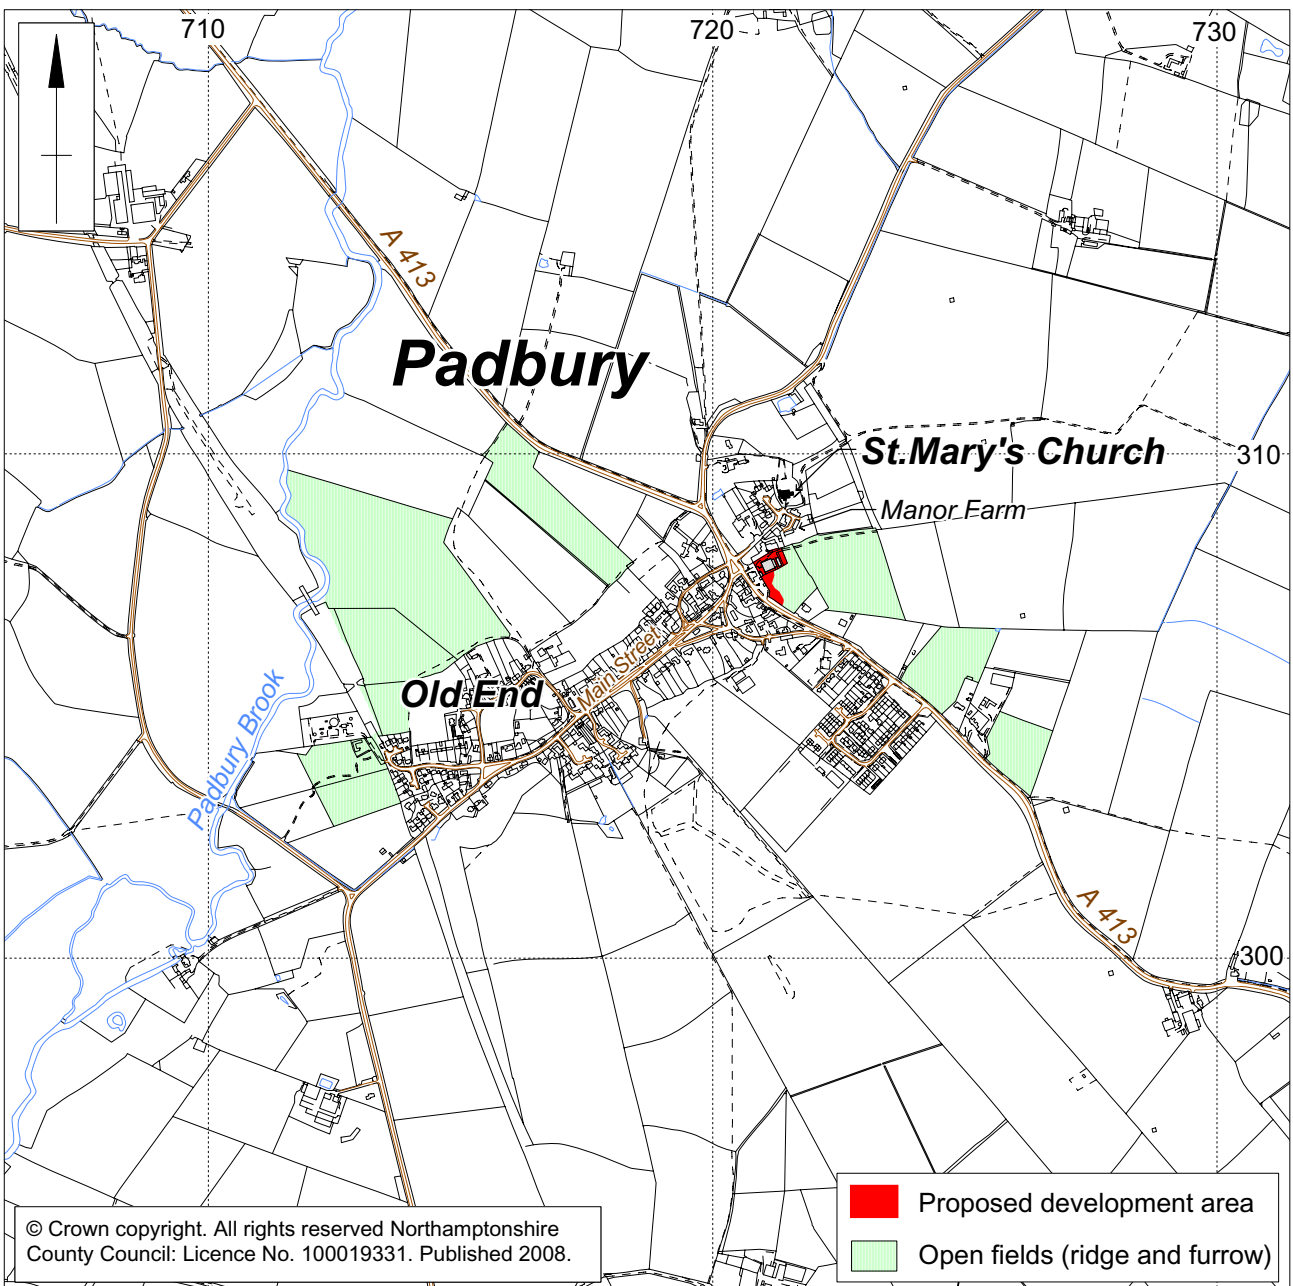 710
720
730
A 413
Padbury
St.Mary's Church
310
Manor Farm
Main Street
Old End
Padbury Brook
A 413
300
Proposed development area
Open fields (ridge and furrow)
© Crown copyright. All rights reserved Northamptonshire
County Council: Licence No. 100019331. Published 2008.